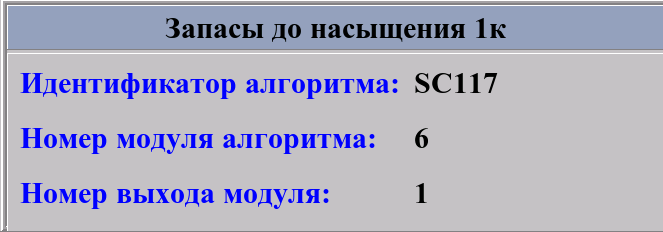 Запасы до насыщения 1к
Идентификатор алгоритма: SC117
Номер модуля алгоритма: 6
Номер выхода модуля: 1